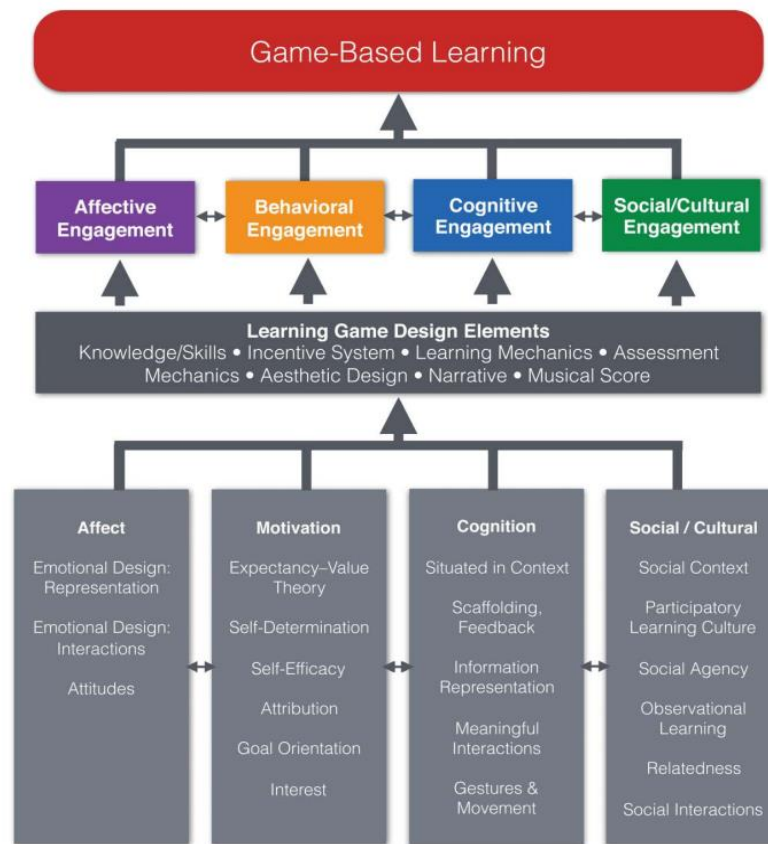 Game-Based Learning
Affective
Engagement
Behavioral
Engagement
Cognitive
Engagement
Social/Cultural
Engagement
Learning Game Design Elements
Knowledge/Skills • Incentive System • Learning Mechanics • Assessment
Mechanics • Aesthetic Design • Narrative • Musical Score
Affect
Emotional Design:
Representation
Emotional Design:
Interactions
Attitudes
Motivation
Expectancy–Value
Theory
Self-Determination
Self-Efficacy
Attribution
Goal Orientation
Interest
Cognition
Situated in Context
Scaffolding,
Feedback
Information
Representation
Meaningful
Interactions
Gestures &
Movement
Social / Cultural
Social Context
Participatory
Learning Culture
Social Agency
Observational
Learning
Relatedness
Social Interactions